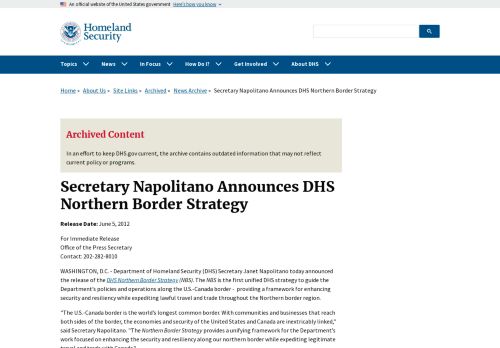 An official website of the United States government Here's how you know
Homeland
Security
Topics News In Focus How Do I? Get Involved About DHS
Home » About Us » Site Links » Archived » News Archive » Secretary Napolitano Announces DHS Northern Border Strategy
Archived Content
In an effort to keep DHS.gov current, the archive contains outdated information that may not reflect
current policy or programs.
Secretary Napolitano Announces DHS
Northern Border Strategy
Release Date: June 5, 2012
For Immediate Release
Office of the Press Secretary
Contact: 202-282-8010
WASHINGTON, D.C. - Department of Homeland Security (DHS) Secretary Janet Napolitano today announced
the release of the DHS Northern Border Strategy (NBS). The NBS is the first unified DHS strategy to guide the
Department's policies and operations along the U.S.-Canada border - providing a framework for enhancing
security and resiliency while expediting lawful travel and trade throughout the Northern border region.
"The U.S.-Canada border is the world's longest common border. With communities and businesses that reach
both sides of the border, the economies and security of the United States and Canada are inextricably linked,"
said Secretary Napolitano. "The Northern Border Strategy provides a unifying framework for the Department's
work focused on enhancing the security and resiliency along our northern border while expediting legitimate
travel and trade with Canada."